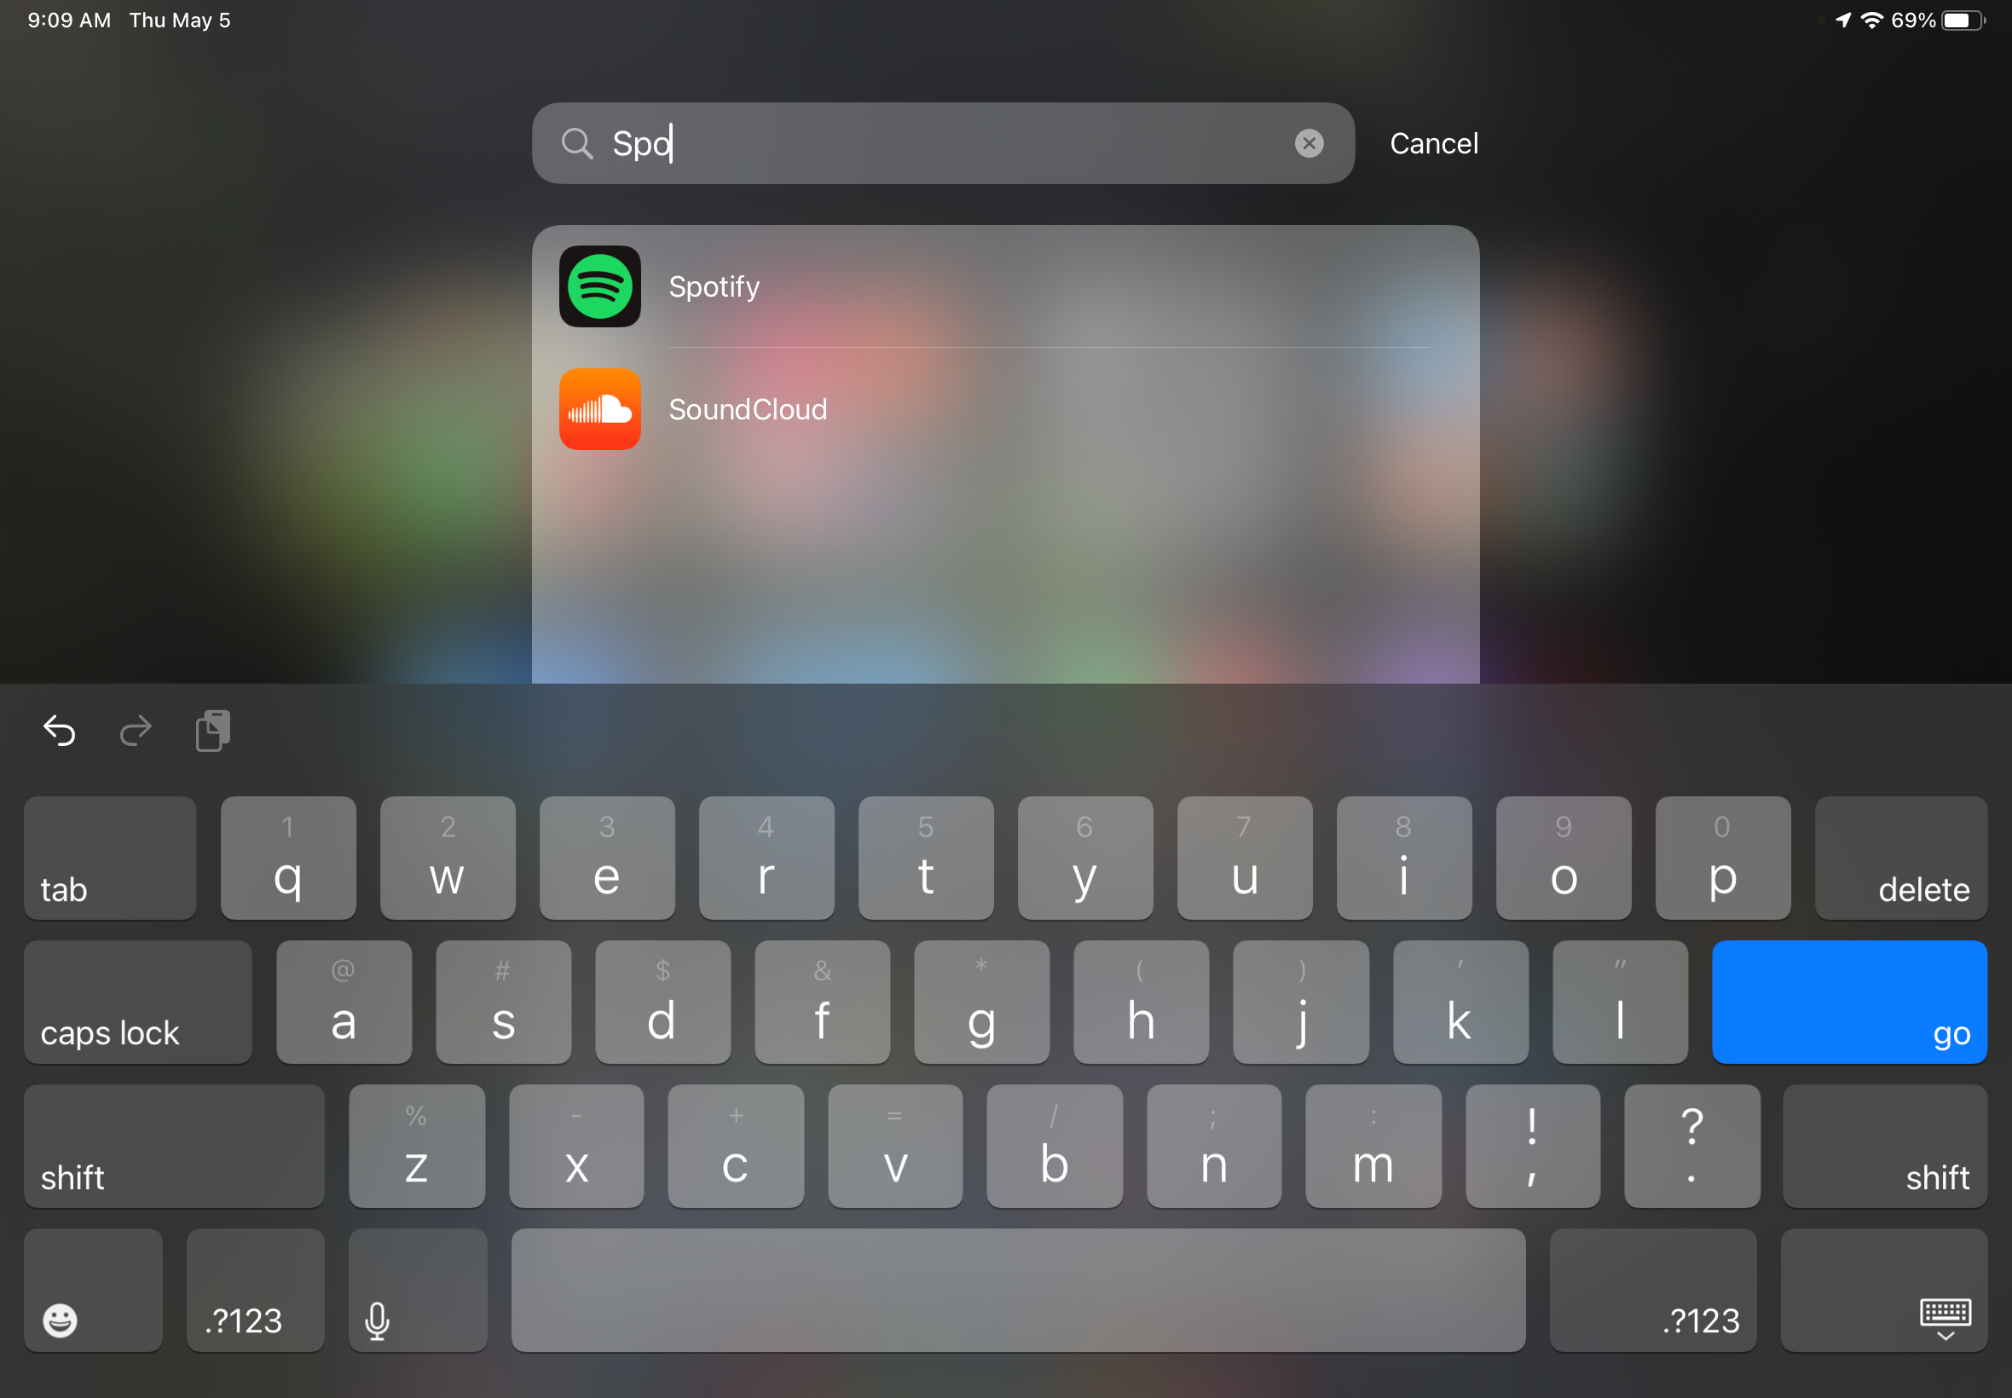 9:09 AM Thu May 5 69%
Spo Cancel
Spotify
SoundCloud
1 2 3 4 5 6 7 8 9 0
tab q w e r t y u i o p delete
@ # $ & * ( ) ' "
caps lock a s d f g h j k l go
% - + = / ; : ! ?
shift z x c v b n m , . shift
.?123 .?123